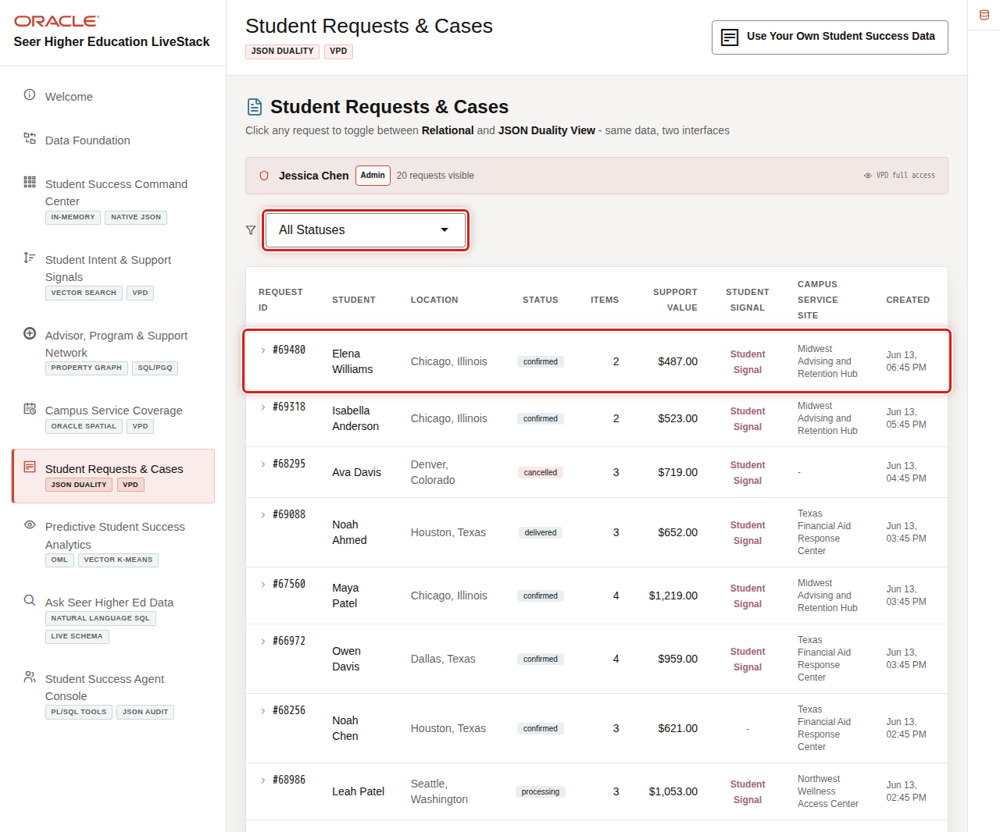 ORACLE
Seer Higher Education LiveStack
Welcome
Data Foundation
Student Success Command
Center
IN-MEMORY NATIVE JSON
Student Intent & Support
Signals
VECTOR SEARCH VPD
Advisor, Program & Support
Network
PROPERTY GRAPH SQL/PGQ
Campus Service Coverage
ORACLE SPATIAL VPD
Student Requests & Cases
JSON DUALITY VPD
Predictive Student Success
Analytics
OML VECTOR K-MEANS
Ask Seer Higher Ed Data
NATURAL LANGUAGE SQL
LIVE SCHEMA
Student Success Agent
Console
PL/SQL TOOLS JSON AUDIT
Student Requests & Cases
JSON DUALITY VPD
Use Your Own Student Success Data
Student Requests & Cases
Click any request to toggle between Relational and JSON Duality View - same data, two interfaces
Jessica Chen Admin 20 requests visible VPD full access
All Statuses
REQUEST ID STUDENT LOCATION STATUS ITEMS SUPPORT VALUE STUDENT SIGNAL CAMPUS SERVICE SITE CREATED
#69480 Elena Williams Chicago, Illinois confirmed 2 $487.00 Student Signal Midwest Advising and Retention Hub Jun 13, 06:45 PM
#69318 Isabella Anderson Chicago, Illinois confirmed 2 $523.00 Student Signal Midwest Advising and Retention Hub Jun 13, 05:45 PM
#68295 Ava Davis Denver, Colorado cancelled 3 $719.00 Student Signal - Jun 13, 04:45 PM
#69088 Noah Ahmed Houston, Texas delivered 3 $652.00 Student Signal Texas Financial Aid Response Center Jun 13, 03:45 PM
#67560 Maya Patel Chicago, Illinois confirmed 4 $1,219.00 Student Signal Midwest Advising and Retention Hub Jun 13, 03:45 PM
#66972 Owen Davis Dallas, Texas confirmed 4 $959.00 Student Signal Texas Financial Aid Response Center Jun 13, 03:45 PM
#68256 Noah Chen Houston, Texas confirmed 3 $621.00 - Texas Financial Aid Response Center Jun 13, 02:45 PM
#68986 Leah Patel Seattle, Washington processing 3 $1,053.00 Student Signal Northwest Wellness Access Center Jun 13, 02:45 PM